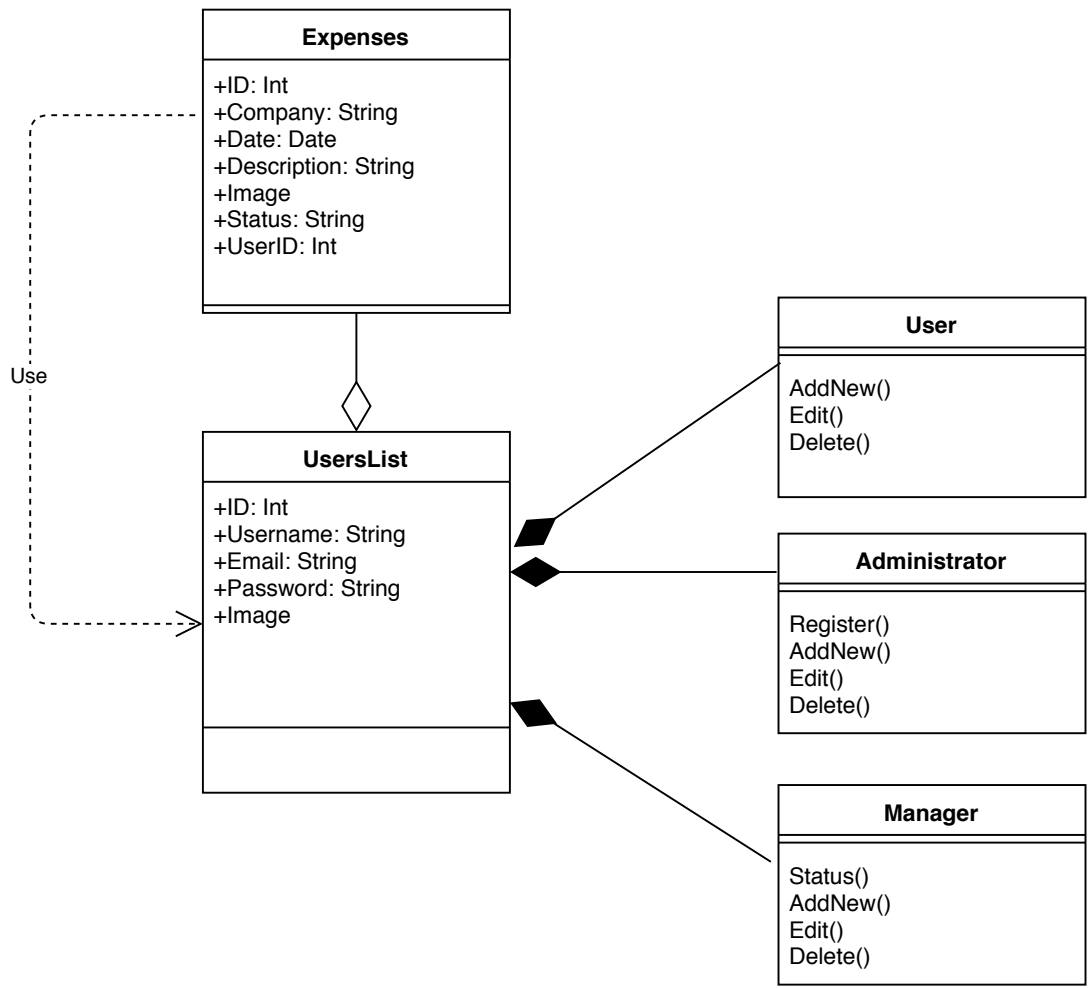 Expenses
+ID: Int
+Company: String
+Date: Date
+Description: String
+Image
+Status: String
+UserID: Int
Use
UsersList
+ID: Int
+Username: String
+Email: String
+Password: String
+Image
User
AddNew()
Edit()
Delete()
Administrator
Register()
AddNew()
Edit()
Delete()
Manager
Status()
AddNew()
Edit()
Delete()